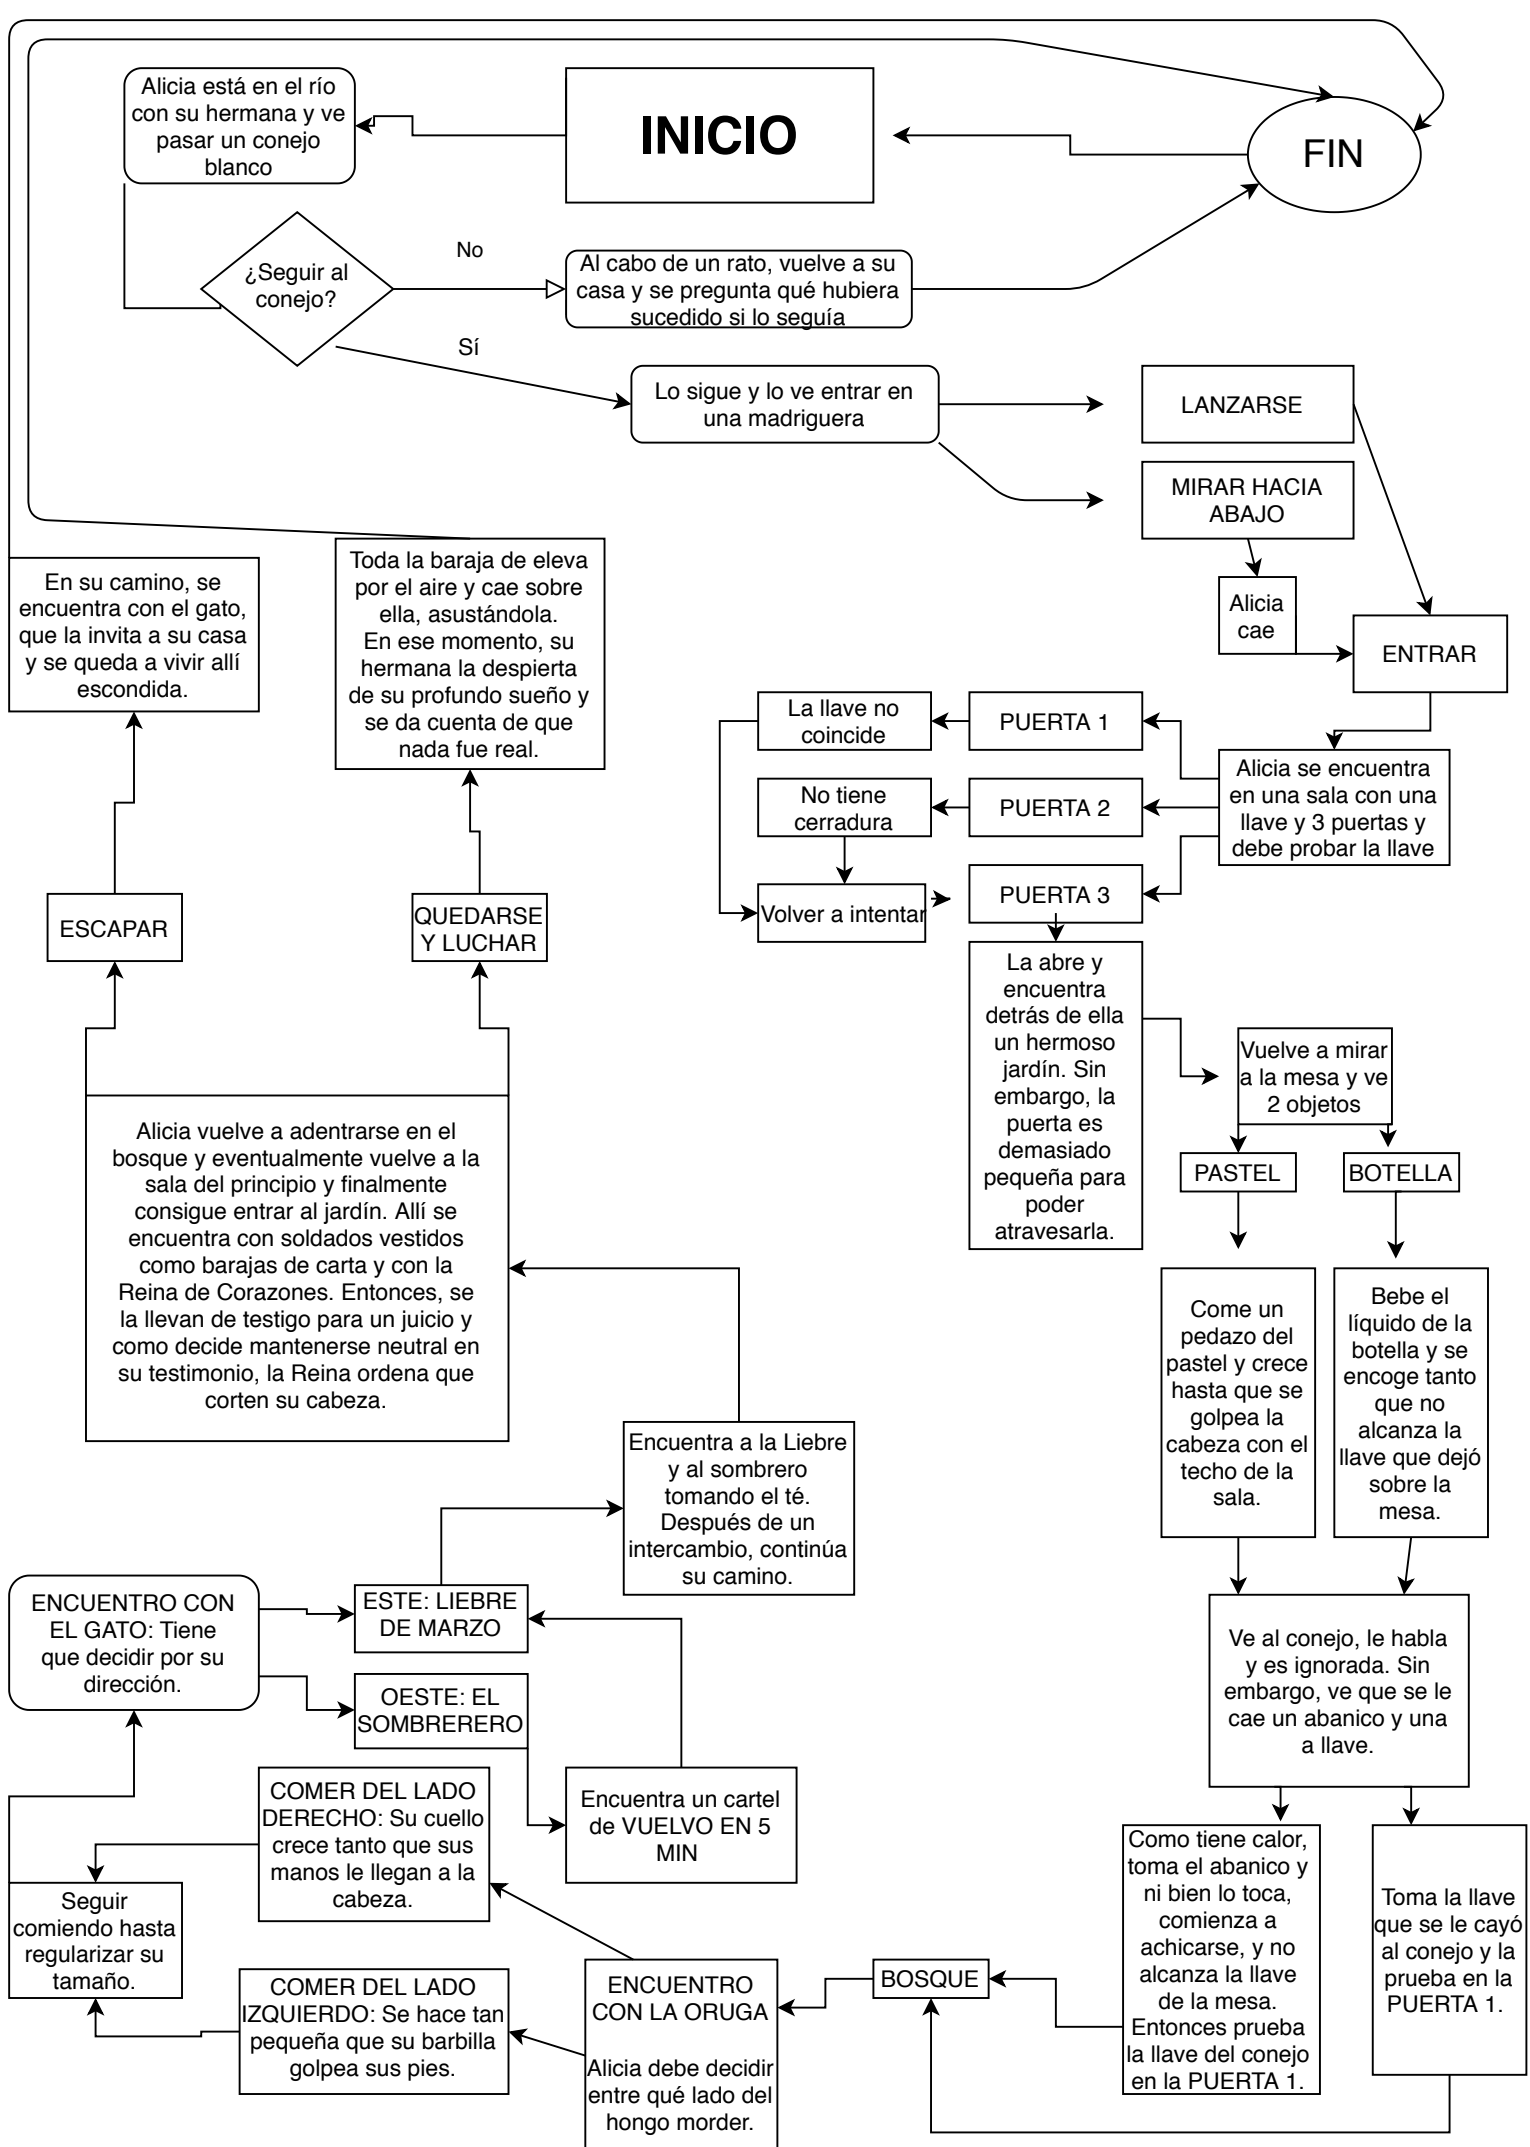 Alicia está en el río
con su hermana y ve
pasar un conejo
blanco
INICIO
FIN
¿Seguir al
conejo?
No
Al cabo de un rato, vuelve a su
casa y se pregunta qué hubiera
sucedido si lo seguía
Sí
Lo sigue y lo ve entrar en
una madriguera
LANZARSE
MIRAR HACIA
ABAJO
Alicia
cae
ENTRAR
En su camino, se
encuentra con el gato,
que la invita a su casa
y se queda a vivir allí
escondida.
Toda la baraja de eleva
por el aire y cae sobre
ella, asustándola.
En ese momento, su
hermana la despierta
de su profundo sueño y
se da cuenta de que
nada fue real.
La llave no
coincide
PUERTA 1
No tiene
cerradura
PUERTA 2
Alicia se encuentra
en una sala con una
llave y 3 puertas y
debe probar la llave
Volver a intentar
PUERTA 3
ESCAPAR
QUEDARSE
Y LUCHAR
La abre y
encuentra
detrás de ella
un hermoso
jardín. Sin
embargo, la
puerta es
demasiado
pequeña para
poder
atravesarla.
Vuelve a mirar
a la mesa y ve
2 objetos
PASTEL
BOTELLA
Alicia vuelve a adentrarse en el
bosque y eventualmente vuelve a la
sala del principio y finalmente
consigue entrar al jardín. Allí se
encuentra con soldados vestidos
como barajas de carta y con la
Reina de Corazones. Entonces, se
la llevan de testigo para un juicio y
como decide mantenerse neutral en
su testimonio, la Reina ordena que
corten su cabeza.
Come un
pedazo del
pastel y crece
hasta que se
golpea la
cabeza con el
techo de la
sala.
Bebe el
líquido de la
botella y se
encoge tanto
que no
alcanza la
llave que dejó
sobre la
mesa.
Encuentra a la Liebre
y al sombrero
tomando el té.
Después de un
intercambio, continúa
su camino.
ENCUENTRO CON
EL GATO: Tiene
que decidir por su
dirección.
ESTE: LIEBRE
DE MARZO
OESTE: EL
SOMBRERERO
Ve al conejo, le habla
y es ignorada. Sin
embargo, ve que se le
cae un abanico y una
a llave.
COMER DEL LADO
DERECHO: Su cuello
crece tanto que sus
manos le llegan a la
cabeza.
Encuentra un cartel
de VUELVO EN 5
MIN
Seguir
comiendo hasta
regularizar su
tamaño.
COMER DEL LADO
IZQUIERDO: Se hace tan
pequeña que su barbilla
golpea sus pies.
ENCUENTRO
CON LA ORUGA
Alicia debe decidir
entre qué lado del
hongo morder.
BOSQUE
Como tiene calor,
toma el abanico y
ni bien lo toca,
comienza a
achicarse, y no
alcanza la llave
de la mesa.
Entonces prueba
la llave del conejo
en la PUERTA 1.
Toma la llave
que se le cayó
al conejo y la
prueba en la
PUERTA 1.